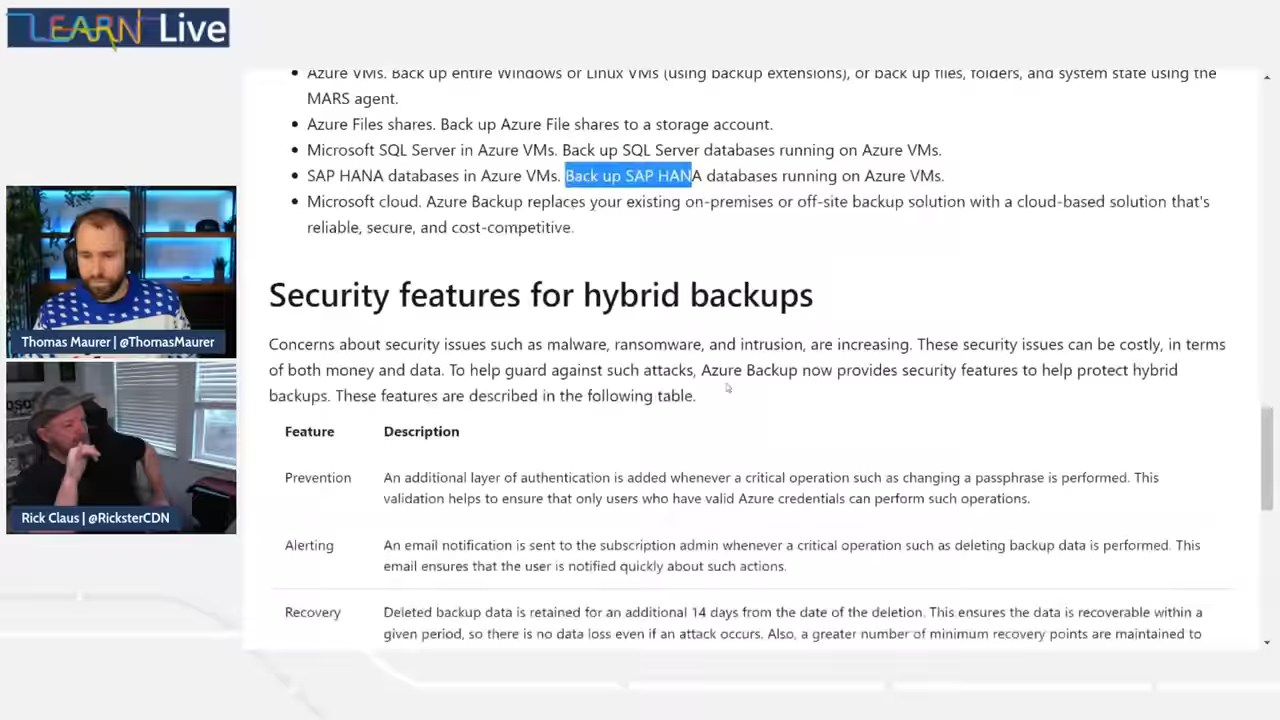 LEARN Live
Azure VMs. Back up entire Windows or Linux VMs (using backup extensions), or back up files, folders, and system state using the
MARS agent.
Azure Files shares. Back up Azure File shares to a storage account.
Microsoft SQL Server in Azure VMs. Back up SQL Server databases running on Azure VMs.
SAP HANA databases in Azure VMs. Back up SAP HANA databases running on Azure VMs.
Microsoft cloud. Azure Backup replaces your existing on-premises or off-site backup solution with a cloud-based solution that's
reliable, secure, and cost-competitive.
Security features for hybrid backups
Concerns about security issues such as malware, ransomware, and intrusion, are increasing. These security issues can be costly, in terms
of both money and data. To help guard against such attacks, Azure Backup now provides security features to help protect hybrid
backups. These features are described in the following table.
Feature Description
Prevention An additional layer of authentication is added whenever a critical operation such as changing a passphrase is performed. This
validation helps to ensure that only users who have valid Azure credentials can perform such operations.
Alerting An email notification is sent to the subscription admin whenever a critical operation such as deleting backup data is performed. This
email ensures that the user is notified quickly about such actions.
Recovery Deleted backup data is retained for an additional 14 days from the date of the deletion. This ensures the data is recoverable within a
given period, so there is no data loss even if an attack occurs. Also, a greater number of minimum recovery points are maintained to
Thomas Maurer | @ThomasMaurer
Rick Claus | @RicksterCDN